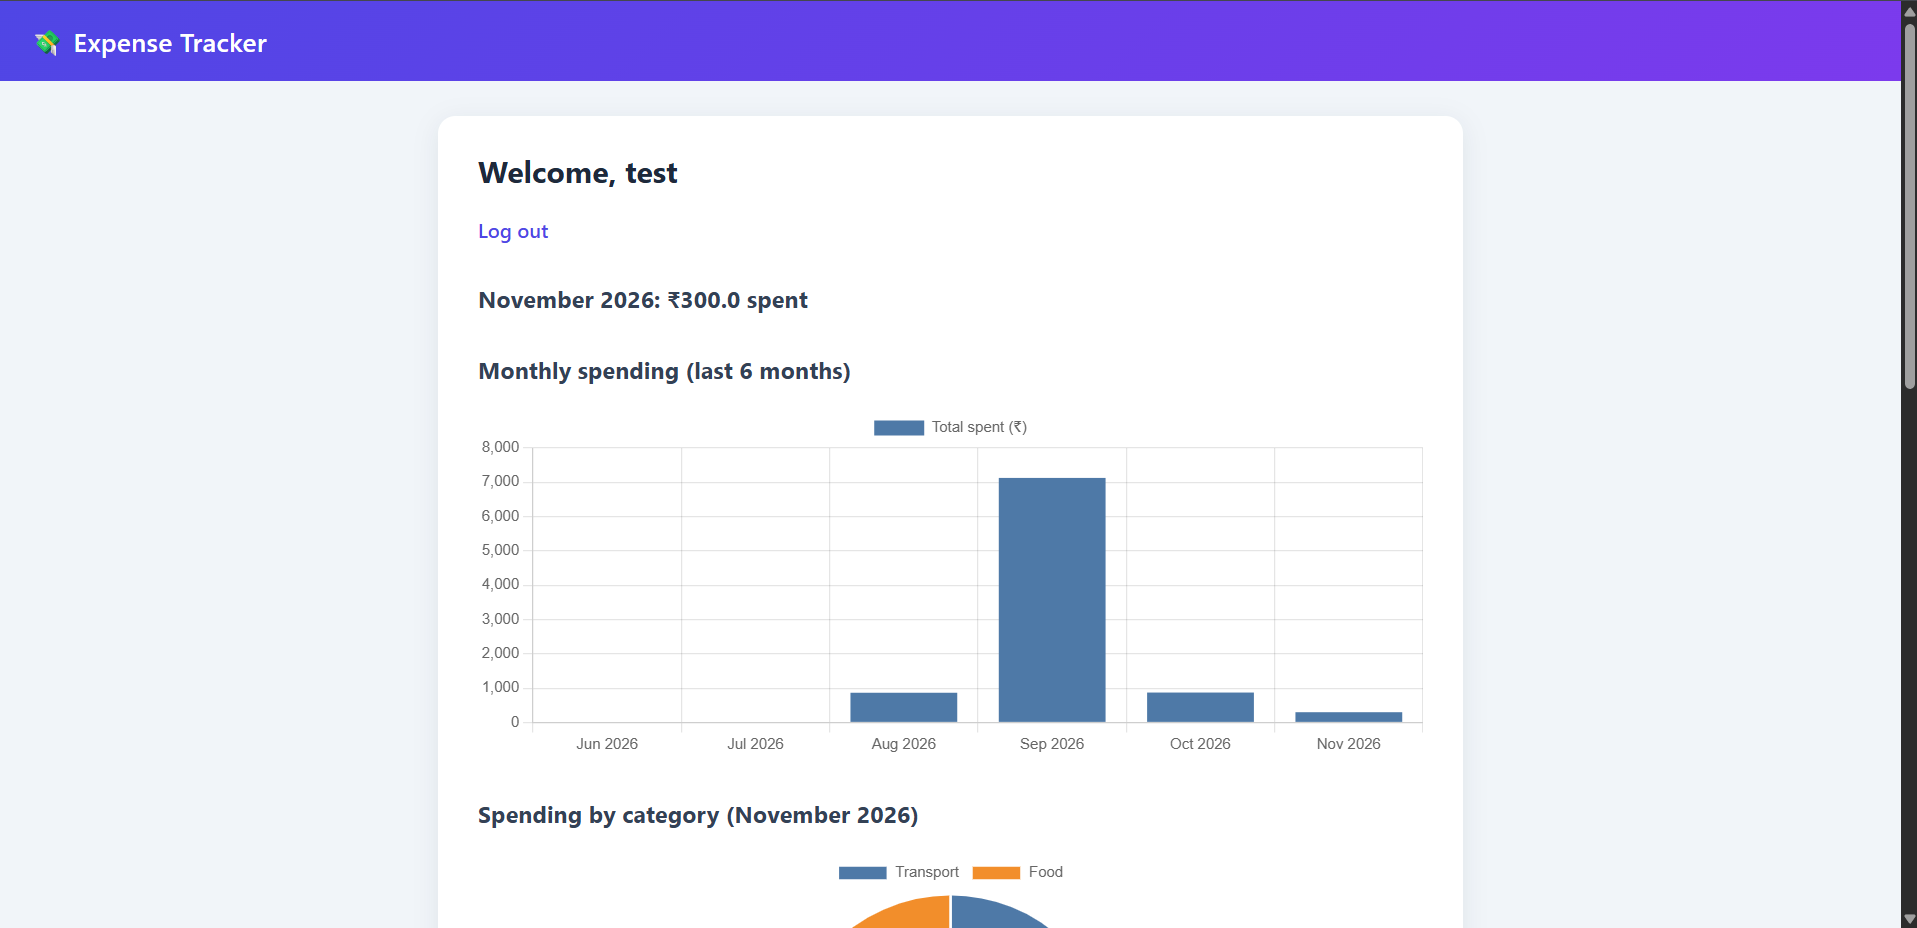 Expense Tracker
Welcome, test
Log out
November 2026: ₹300.0 spent
Monthly spending (last 6 months)
Total spent (₹)
8,000
7,000
6,000
5,000
4,000
3,000
2,000
1,000
0
Jun 2026 Jul 2026 Aug 2026 Sep 2026 Oct 2026 Nov 2026
Spending by category (November 2026)
Transport Food